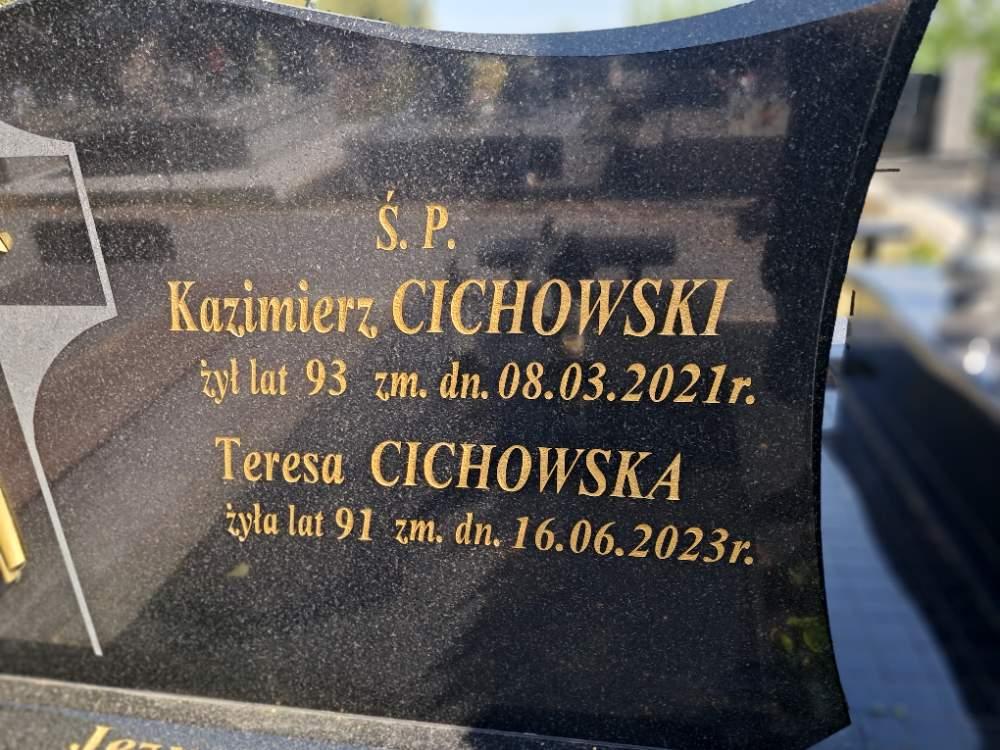 Ś. P.
Kazimierz CICHOWSKI
żył lat 93 zm. dn. 08.03.2021r.
Teresa CICHOWSKA
żyła lat 91 zm. dn. 16.06.2023r.